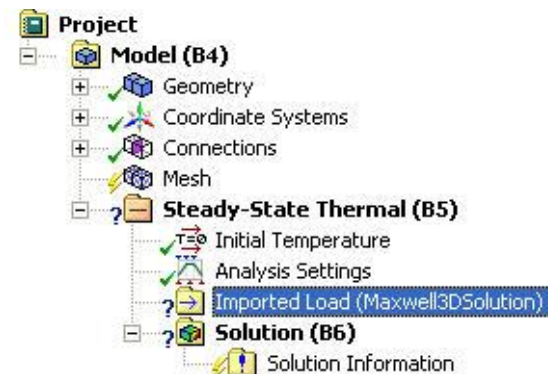 Project
Model (B4)
Geometry
Coordinate Systems
Connections
Mesh
Steady-State Thermal (B5)
T=0 Initial Temperature
Analysis Settings
Imported Load (Maxwell3DSolution)
Solution (B6)
Solution Information